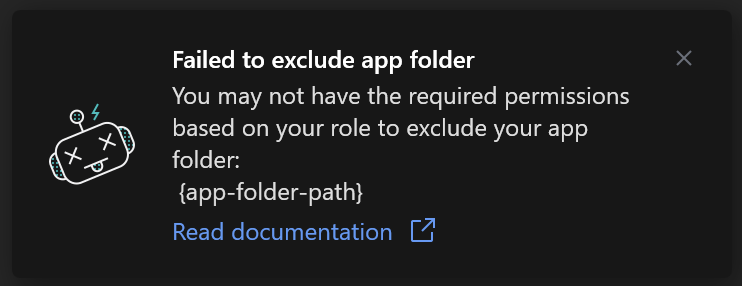 Failed to exclude app folder
You may not have the required permissions
based on your role to exclude your app
folder:
{app-folder-path}
Read documentation